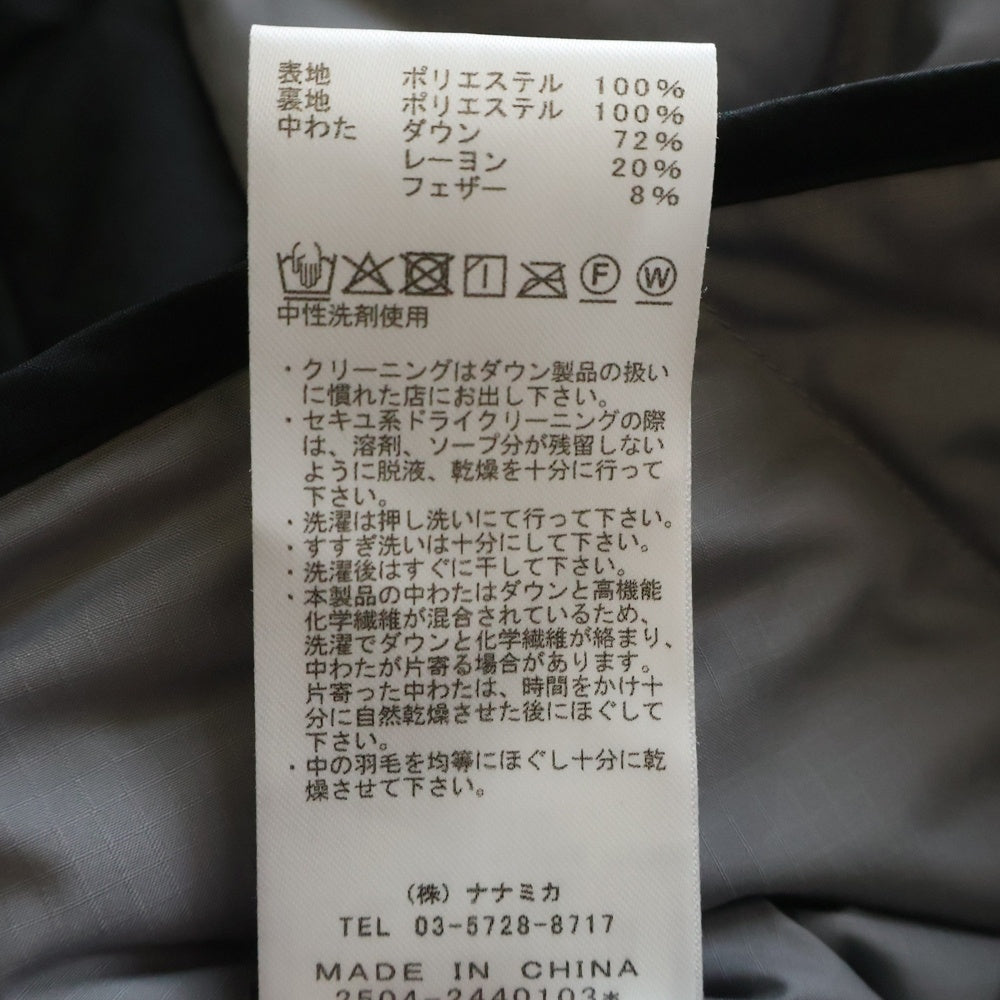 表地 ポリエステル 100%
裏地 ポリエステル 100%
中わた ダウン 72%
レーヨン 20%
フェザー 8%
F W
中性洗剤使用
・クリーニングはダウン製品の扱い
に慣れた店にお出し下さい。
・セキユ系ドライクリーニングの際
は、溶剤、ソープ分が残留しない
ように脱液、乾燥を十分に行って
下さい。
・洗濯は押し洗いにて行って下さい。
・すすぎ洗いは十分にして下さい。
・洗濯後はすぐに干して下さい。
・本製品の中わたはダウンと高機能
化学繊維が混合されているため、
洗濯でダウンと化学繊維が絡まり、
中わたが片寄る場合があります。
片寄った中わたは、時間をかけ十
分に自然乾燥させた後にほぐして
下さい。
・中の羽毛を均等にほぐし十分に乾
燥させて下さい。
(株) ナナミカ
TEL 03-5728-8717
MADE IN CHINA
2504-2440103*